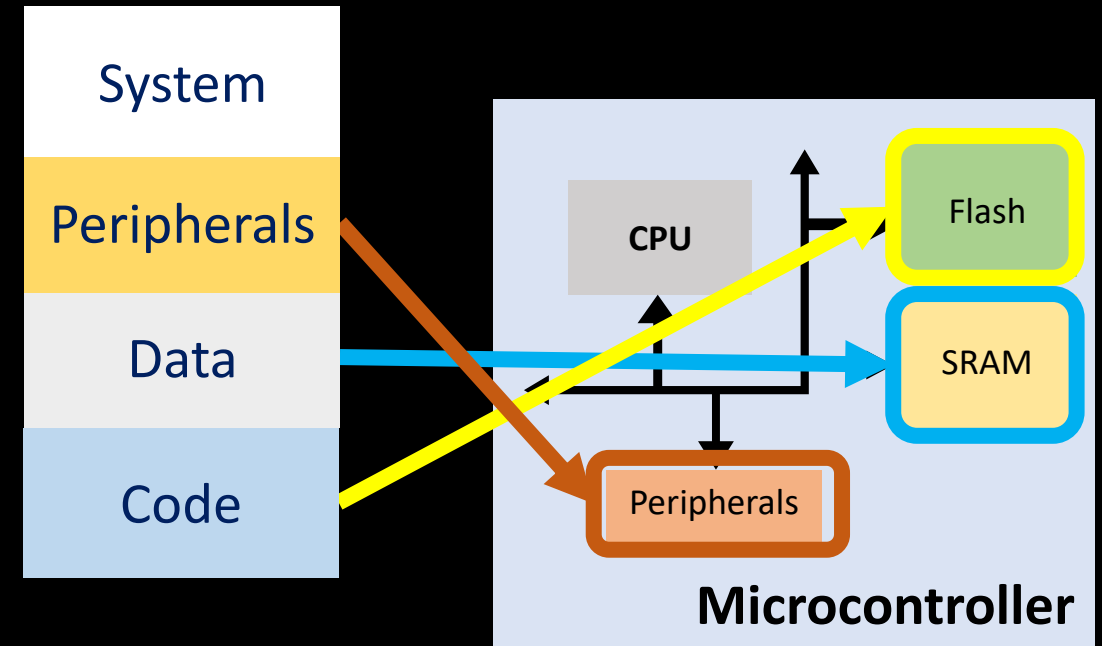 System
Peripherals
Data
Code
CPU
Flash
SRAM
Peripherals
Microcontroller